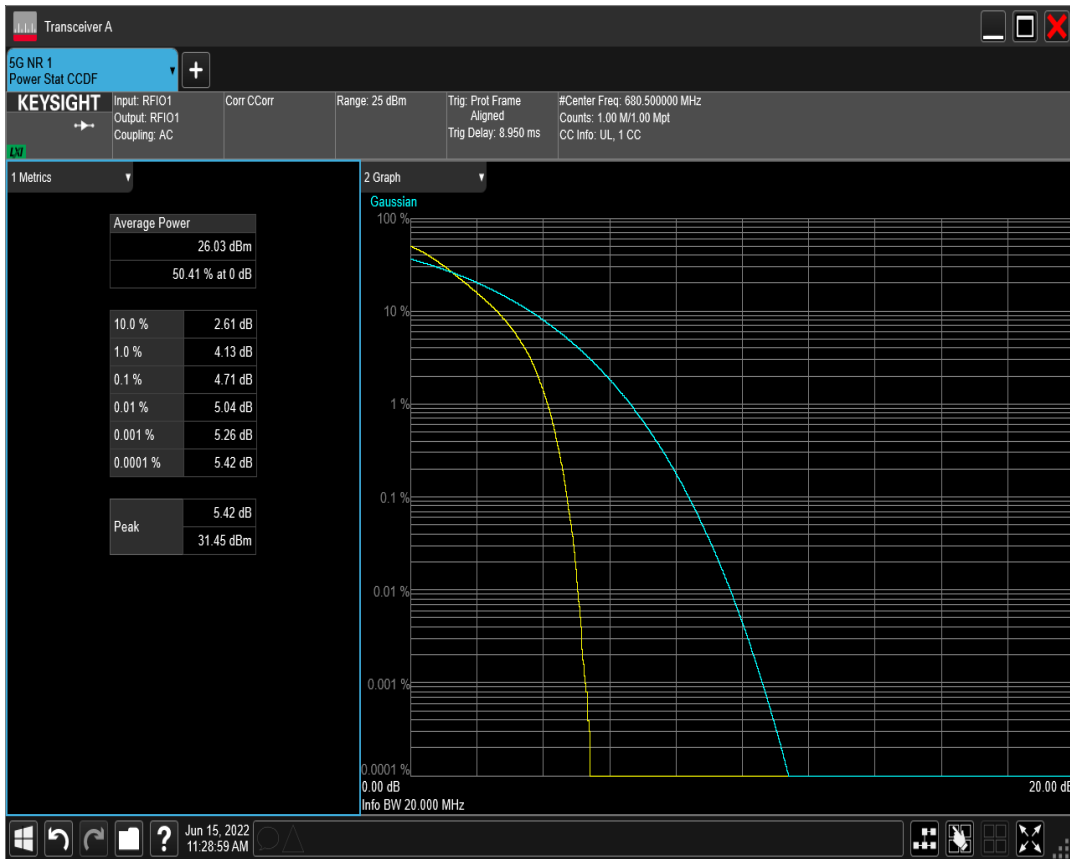 Transceiver A
5G NR 1
Power Stat CCDF
+
KEYSIGHT
LXI
Input: RFIO1
Output: RFIO1
Coupling: AC
Corr CCorr
Range: 25 dBm
Trig: Prot Frame
Aligned
Trig Delay: 8.950 ms
#Center Freq: 680.500000 MHz
Counts: 1.00 M/1.00 Mpt
CC Info: UL, 1 CC
1 Metrics
Average Power
26.03 dBm
50.41 % at 0 dB
10.0 % 2.61 dB
1.0 % 4.13 dB
0.1 % 4.71 dB
0.01 % 5.04 dB
0.001 % 5.26 dB
0.0001 % 5.42 dB
Peak
5.42 dB
31.45 dBm
2 Graph
Gaussian
100 %
10 %
1 %
0.1 %
0.01 %
0.001 %
0.0001 %
0.00 dB
20.00 dB
Info BW 20.000 MHz
?
Jun 15, 2022
11:28:59 AM